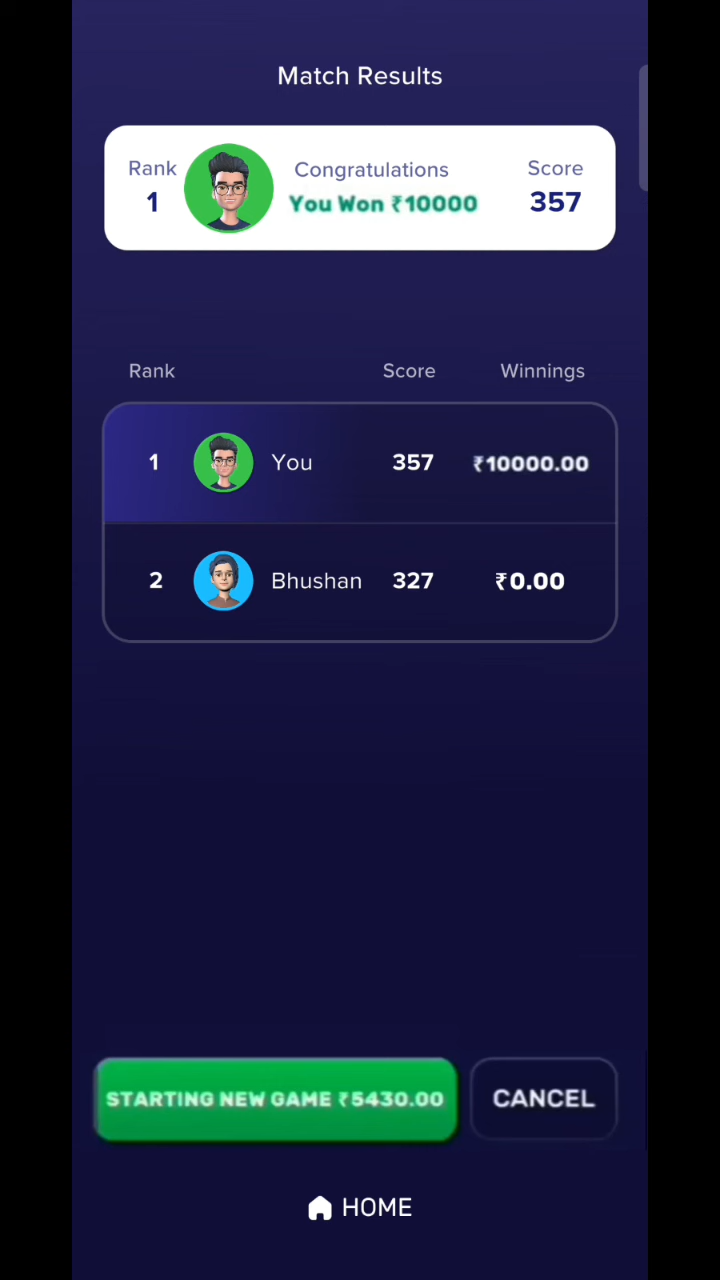 Match Results
Rank
1
Congratulations
You Won ₹10000
Score
357
Rank Score Winnings
1 You 357 ₹10000.00
2 Bhushan 327 ₹0.00
STARTING NEW GAME ₹5430.00
CANCEL
HOME